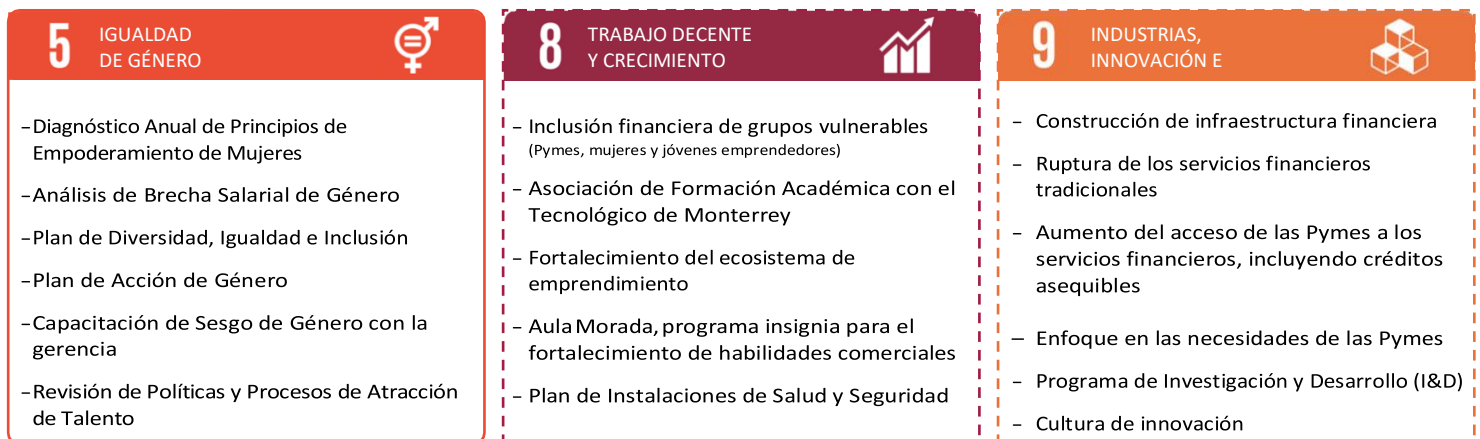 5
IGUALDAD
DE GÉNERO
–Diagnóstico Anual de Principios de
Empoderamiento de Mujeres
–Análisis de Brecha Salarial de Género
–Plan de Diversidad, Igualdad e Inclusión
–Plan de Acción de Género
–Capacitación de Sesgo de Género con la
gerencia
–Revisión de Políticas y Procesos de Atracción
de Talento
8
TRABAJO DECENTE
Y CRECIMIENTO
– Inclusión financiera de grupos vulnerables
(Pymes, mujeres y jóvenes emprendedores)
– Asociación de Formación Académica con el
Tecnológico de Monterrey
– Fortalecimiento del ecosistema de
emprendimiento
– Aula Morada, programa insignia para el
fortalecimiento de habilidades comerciales
– Plan de Instalaciones de Salud y Seguridad
9
INDUSTRIAS,
INNOVACIÓN E
– Construcción de infraestructura financiera
– Ruptura de los servicios financieros
tradicionales
– Aumento del acceso de las Pymes a los
servicios financieros, incluyendo créditos
asequibles
– Enfoque en las necesidades de las Pymes
– Programa de Investigación y Desarrollo (I&D)
– Cultura de innovación